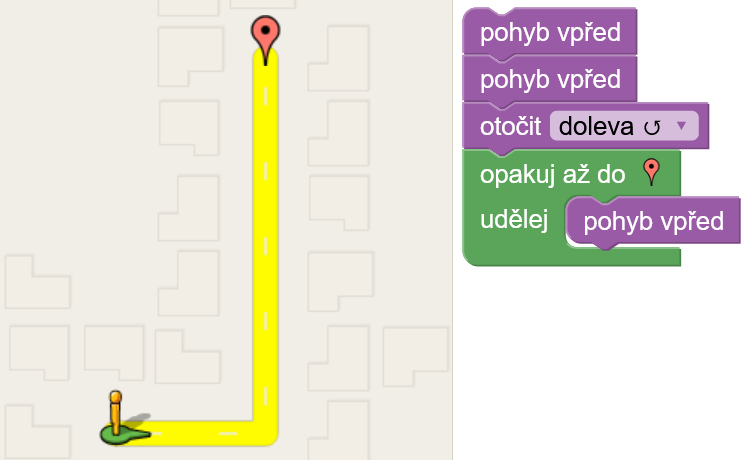 pohyb vpřed
pohyb vpřed
otočit doleva ↺ ▼
opakuj až do
udělej pohyb vpřed